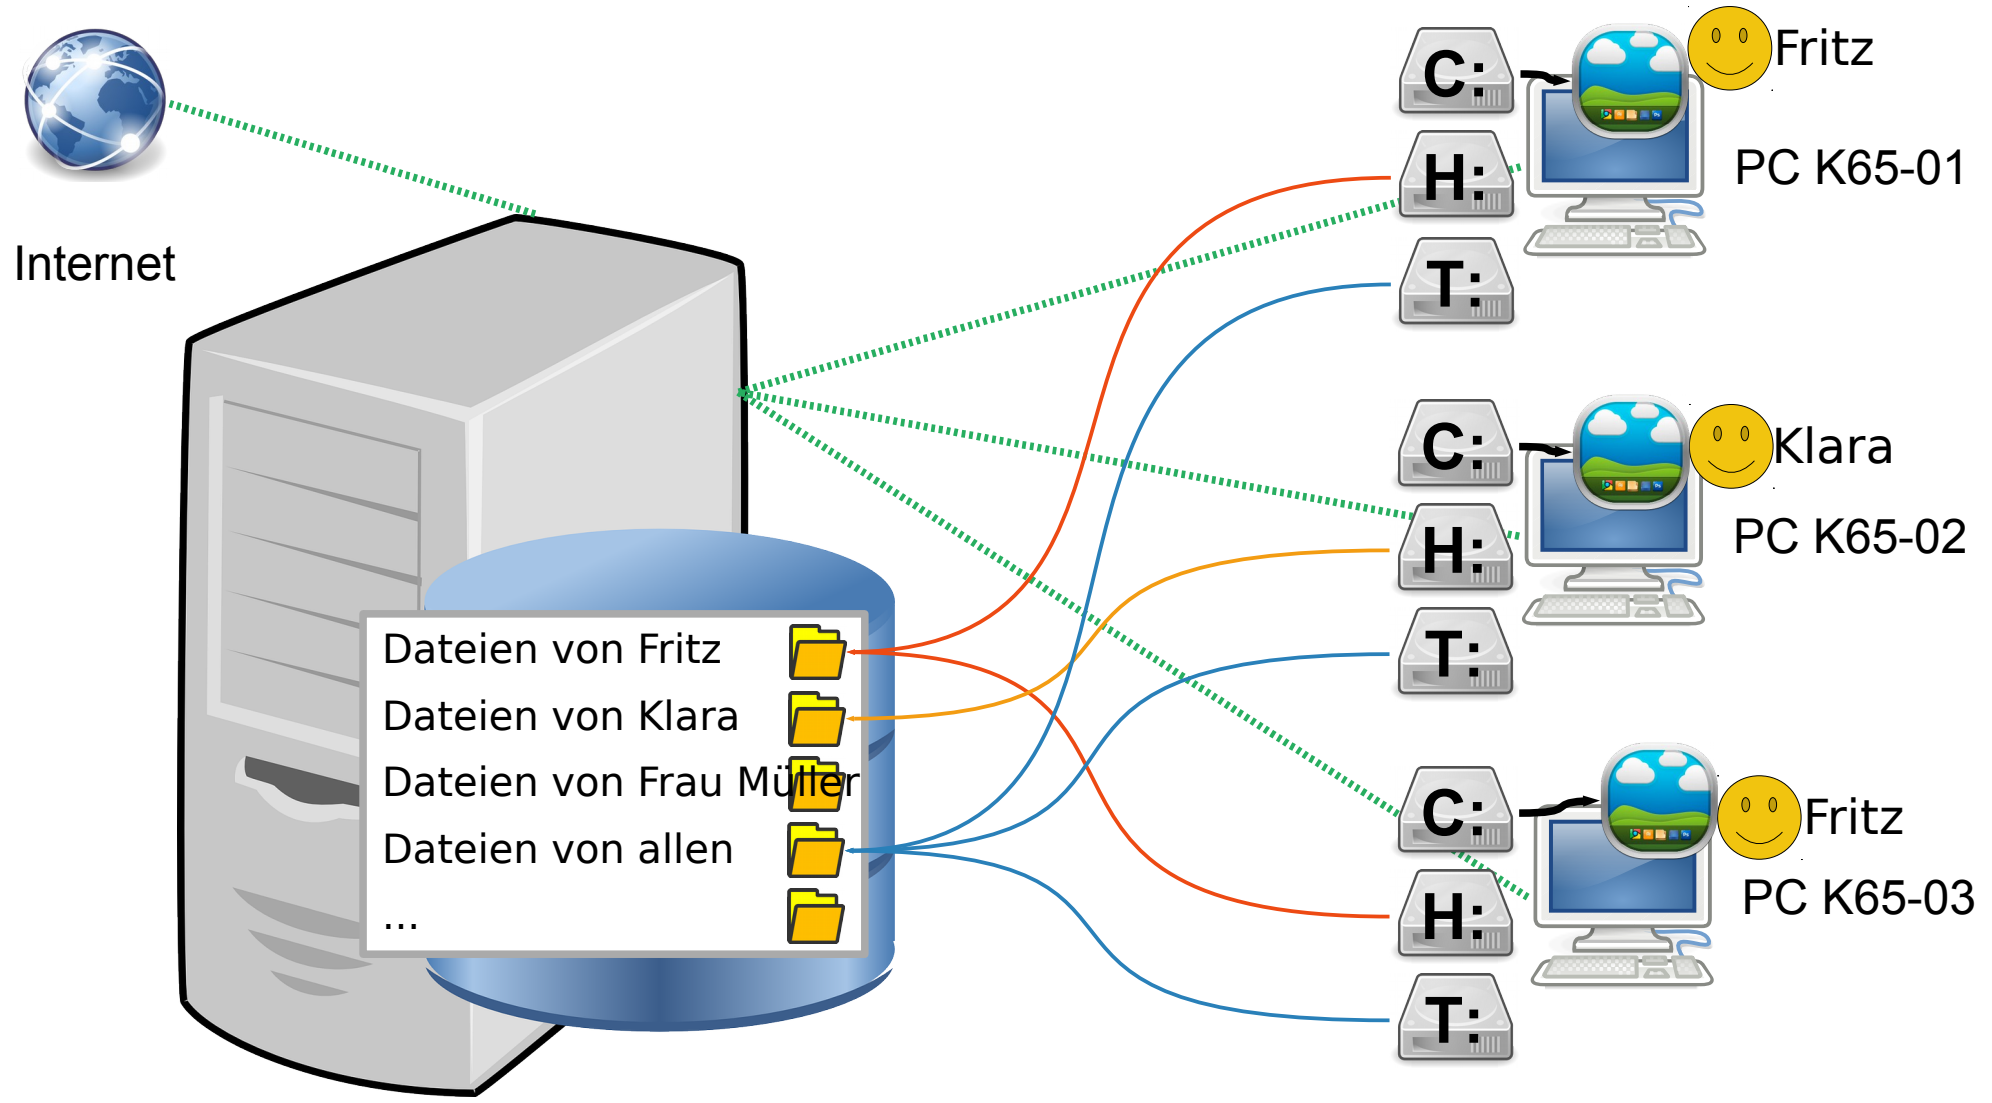 Internet
Dateien von Fritz
Dateien von Klara
Dateien von Frau Müller
Dateien von allen
...
C:
Fritz
H:
PC K65-01
T:
C:
Klara
H:
PC K65-02
T:
C:
Fritz
H:
PC K65-03
T: